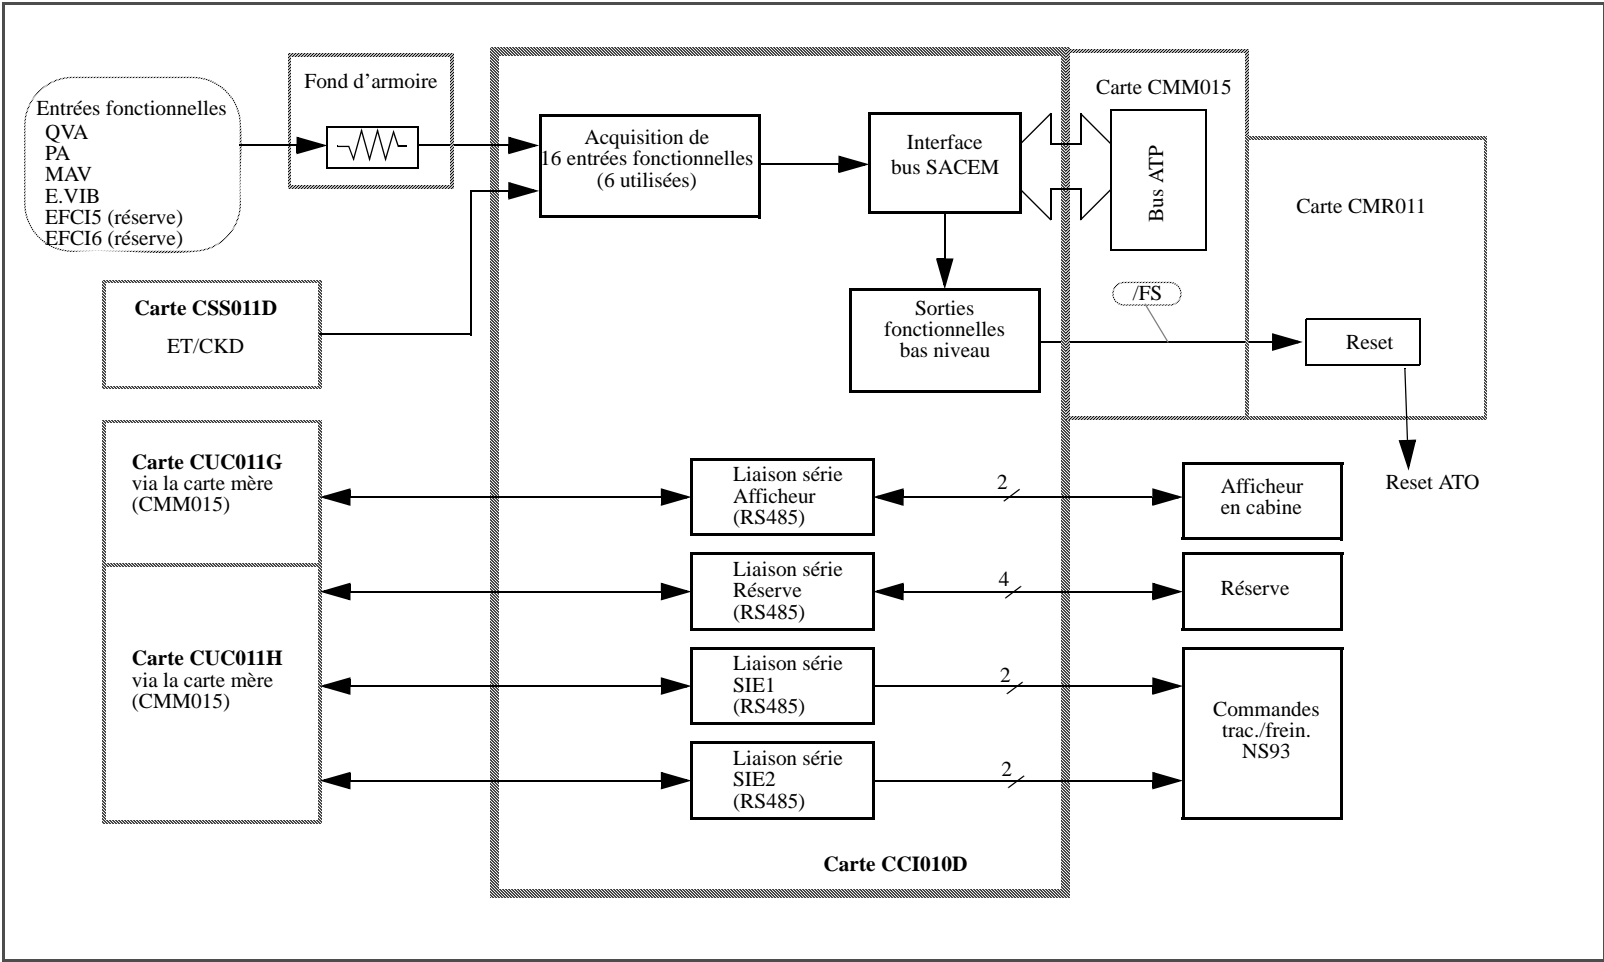 Fond d'armoire
Entrées fonctionnelles
QVA
PA
MAV
E.VIB
EFCI5 (réserve)
EFCI6 (réserve)
Acquisition de
16 entrées fonctionnelles
(6 utilisées)
Interface
bus SACEM
Carte CMM015
Bus ATP
Carte CMR011
Carte CSS011D
ET/CKD
Sorties
fonctionnelles
bas niveau
/FS
Reset
Reset ATO
Carte CUC011G
via la carte mère
(CMM015)
Liaison série
Afficheur
(RS485)
2
Afficheur
en cabine
Liaison série
Réserve
(RS485)
4
Réserve
Carte CUC011H
via la carte mère
(CMM015)
Liaison série
SIE1
(RS485)
2
Commandes
trac./frein.
NS93
Liaison série
SIE2
(RS485)
2
Carte CCI010D